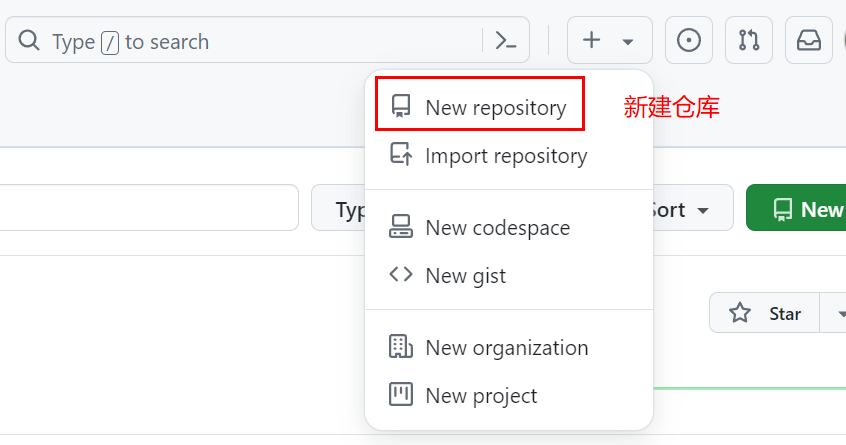 Type / to search
New repository
新建仓库
Import repository
Sort
New
New codespace
New gist
Star
New organization
New project